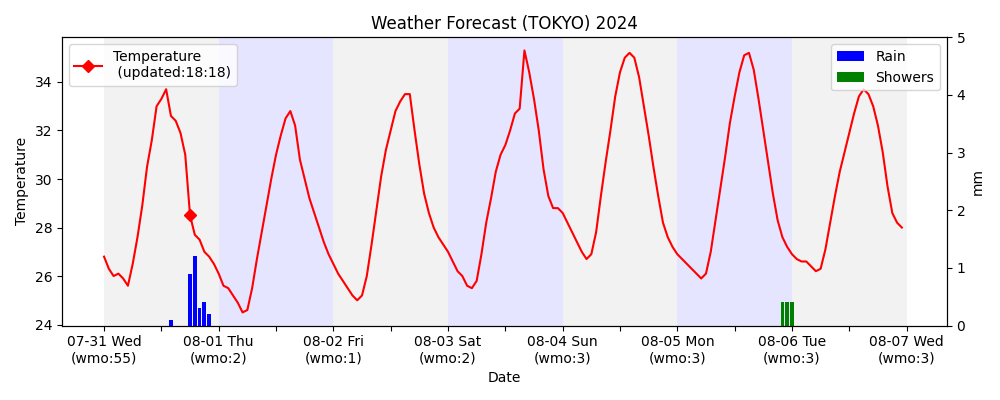 Weather Forecast (TOKYO) 2024
Temperature
(updated:18:18)
Rain
Showers
Temperature
34
32
30
28
26
24
5
4
3
2
1
0
mm
07-31 Wed
(wmo:55)
08-01 Thu
(wmo:2)
08-02 Fri
(wmo:1)
08-03 Sat
(wmo:2)
08-04 Sun
(wmo:3)
08-05 Mon
(wmo:3)
08-06 Tue
(wmo:3)
08-07 Wed
(wmo:3)
Date